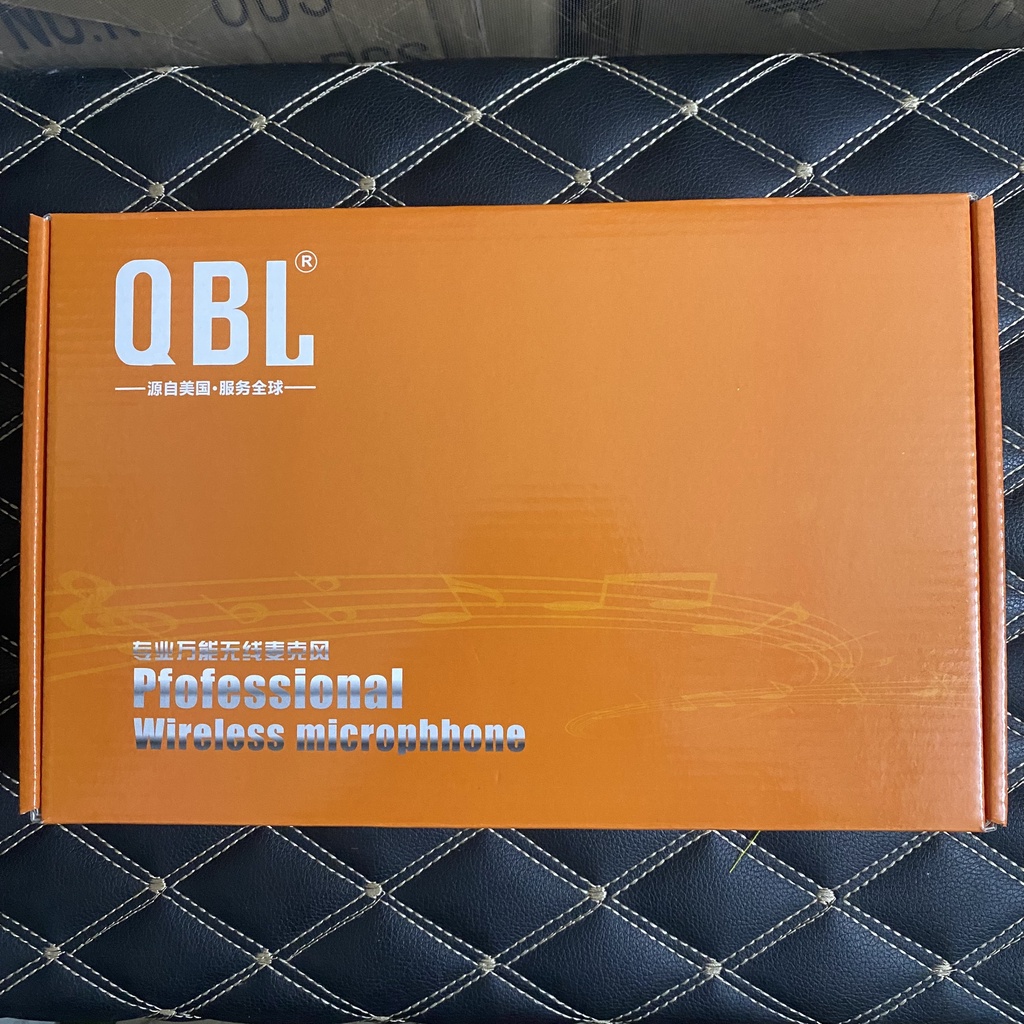 QBL®
源自美国·服务全球
专业万能无线麦克风
Pfofessional
Wireless microphhone